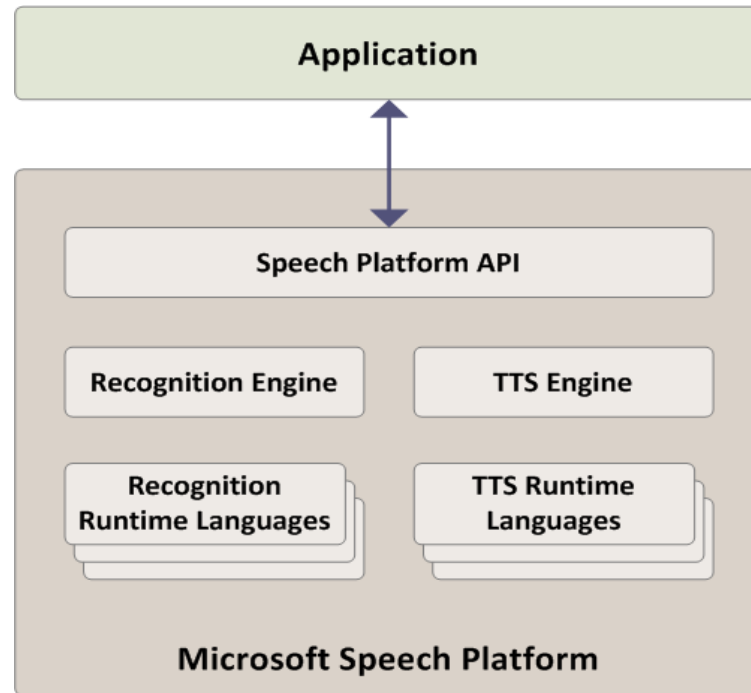 Application
Speech Platform API
Recognition Engine
TTS Engine
Recognition
Runtime Languages
TTS Runtime
Languages
Microsoft Speech Platform